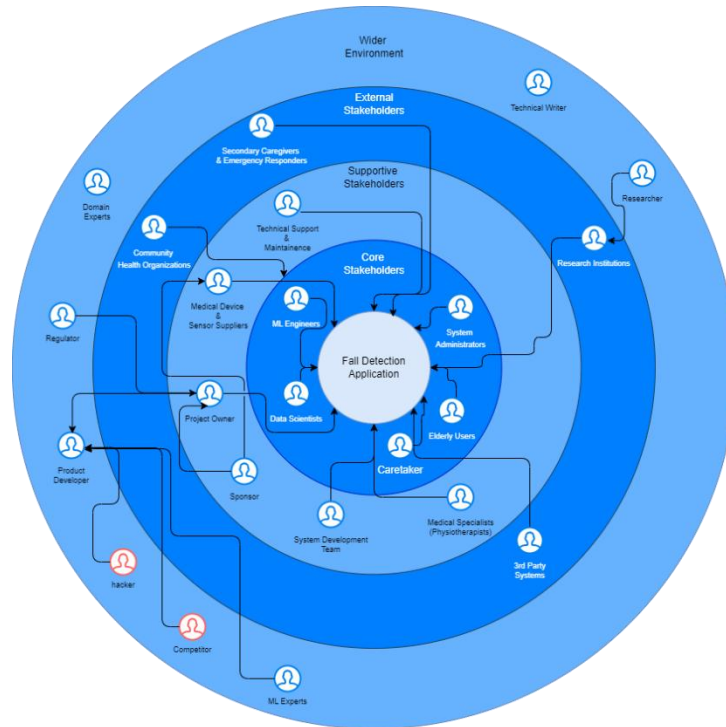 Wider
Environment
Technical Writer
External
Stakeholders
Secondary Caregivers
& Emergency Responders
Supportive
Stakeholders
Researcher
Domain
Experts
Technical Support
&
Maintainence
Community
Health Organizations
Core
Stakeholders
Research Institutions
Medical Device
&
Sensor Suppliers
ML Engineers
System
Administrators
Regulator
Fall Detection
Application
Project Owner
Data Scientists
Elderly Users
Product
Developer
Caretaker
Sponsor
System Development
Team
Medical Specialists
(Physiotherapists)
3rd Party
Systems
hacker
Competitor
ML Experts